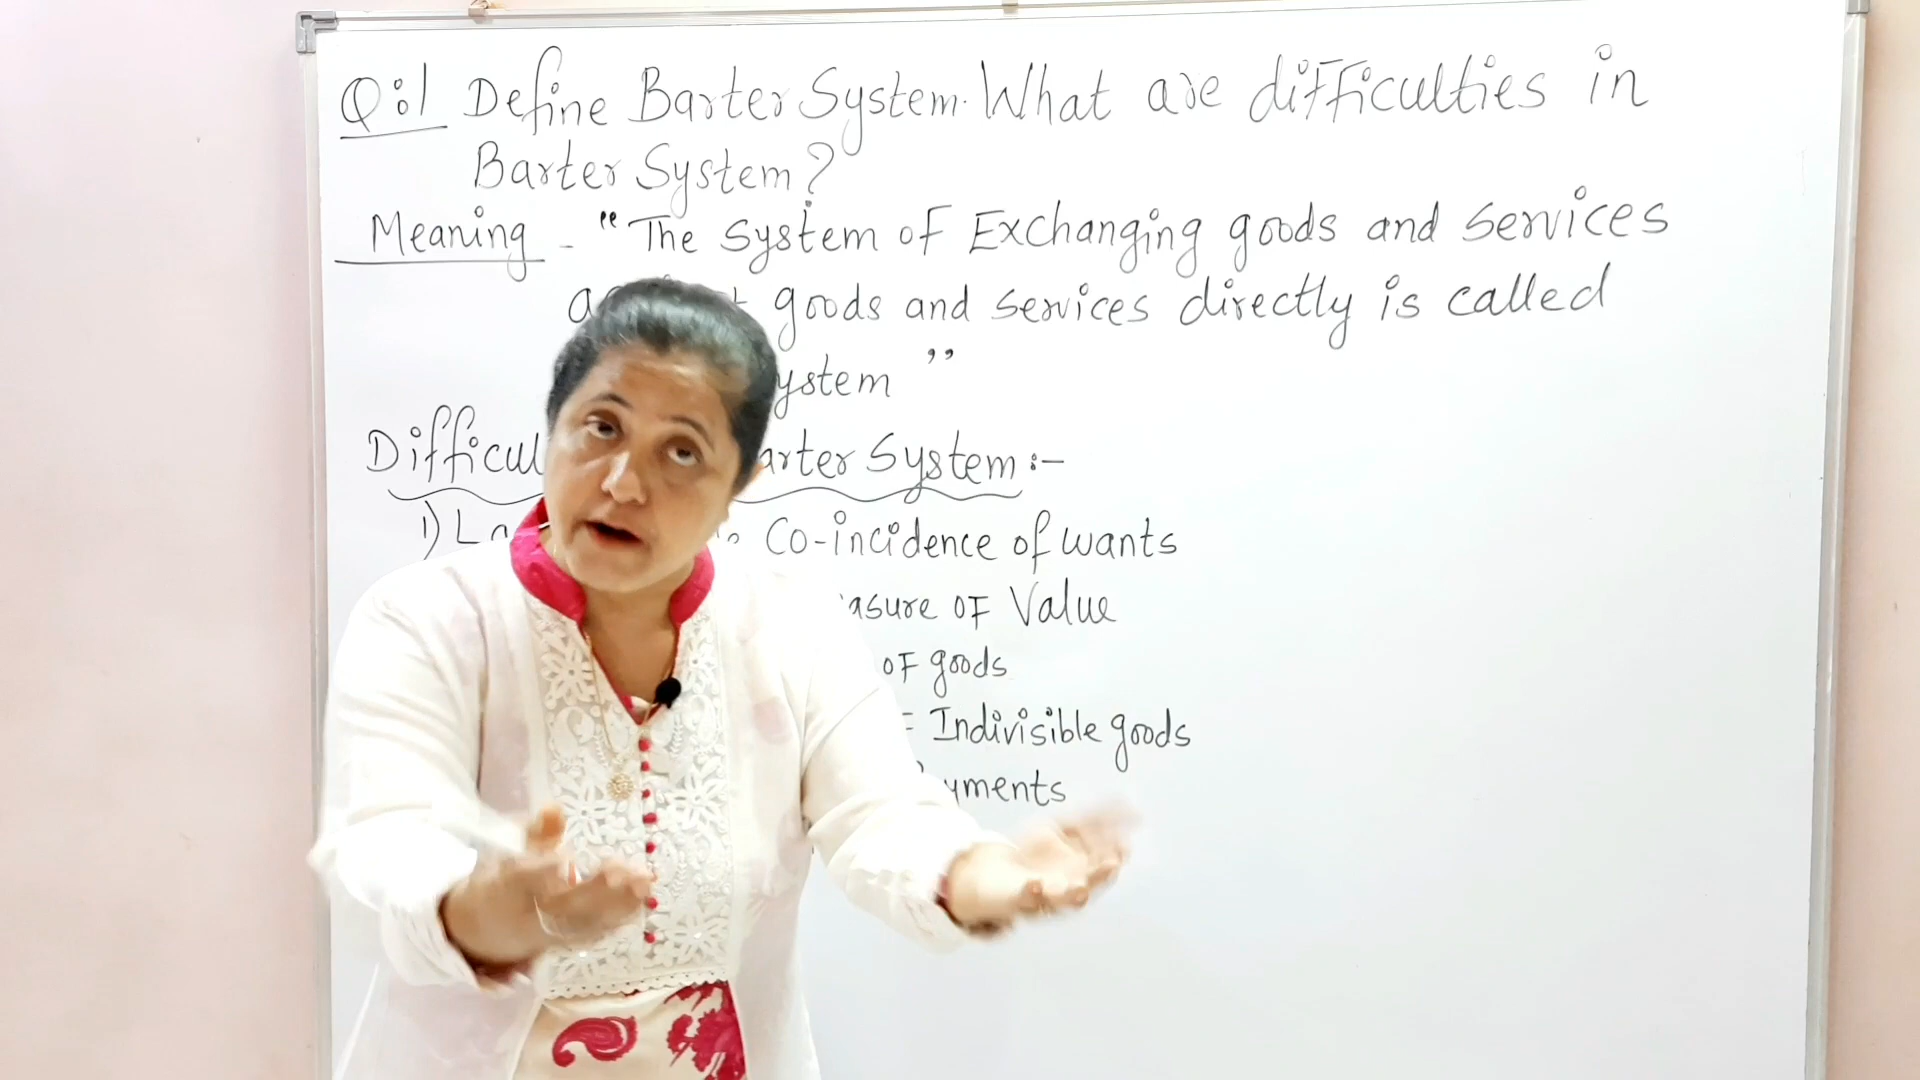 Q:1 Define Barter System. What are difficulties in
Barter System?
Meaning - "The System of Exchanging goods and services
goods and services directly is called
ystem"
Difficul arter System :-
1) La Co-incidence of wants
asure of Value
of goods
Indivisible goods
yments